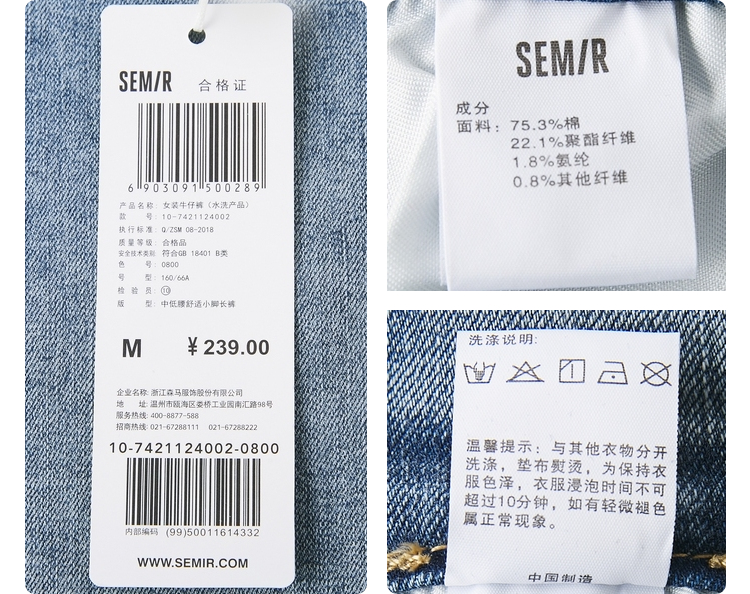 SEMIR 合格证
6 903091 500289
产品名称: 女装牛仔裤（水洗产品）
款 号: 10-7421124002
执行标准: Q/ZSM 08-2018
质量等级: 合格品
安全技术类别: 符合GB 18401 B类
色 号: 0800
号 型: 160/66A
检 验 员: ⑩
版 型: 中低腰舒适小脚长裤
M ¥239.00
企业名称: 浙江森马服饰股份有限公司
地 址: 温州市瓯海区娄桥工业园南汇路98号
服务热线: 400-8877-588
招商热线: 021-67288111 021-67288222
10-7421124002-0800
内部编码 (99)50011614332
WWW.SEMIR.COM
SEMIR
成分
面料: 75.3%棉
22.1%聚酯纤维
1.8%氨纶
0.8%其他纤维
洗涤说明:
温馨提示: 与其他衣物分开
洗涤，垫布熨烫，为保持衣
服色泽，衣服浸泡时间不可
超过10分钟，如有轻微褪色
属正常现象。
中国制造